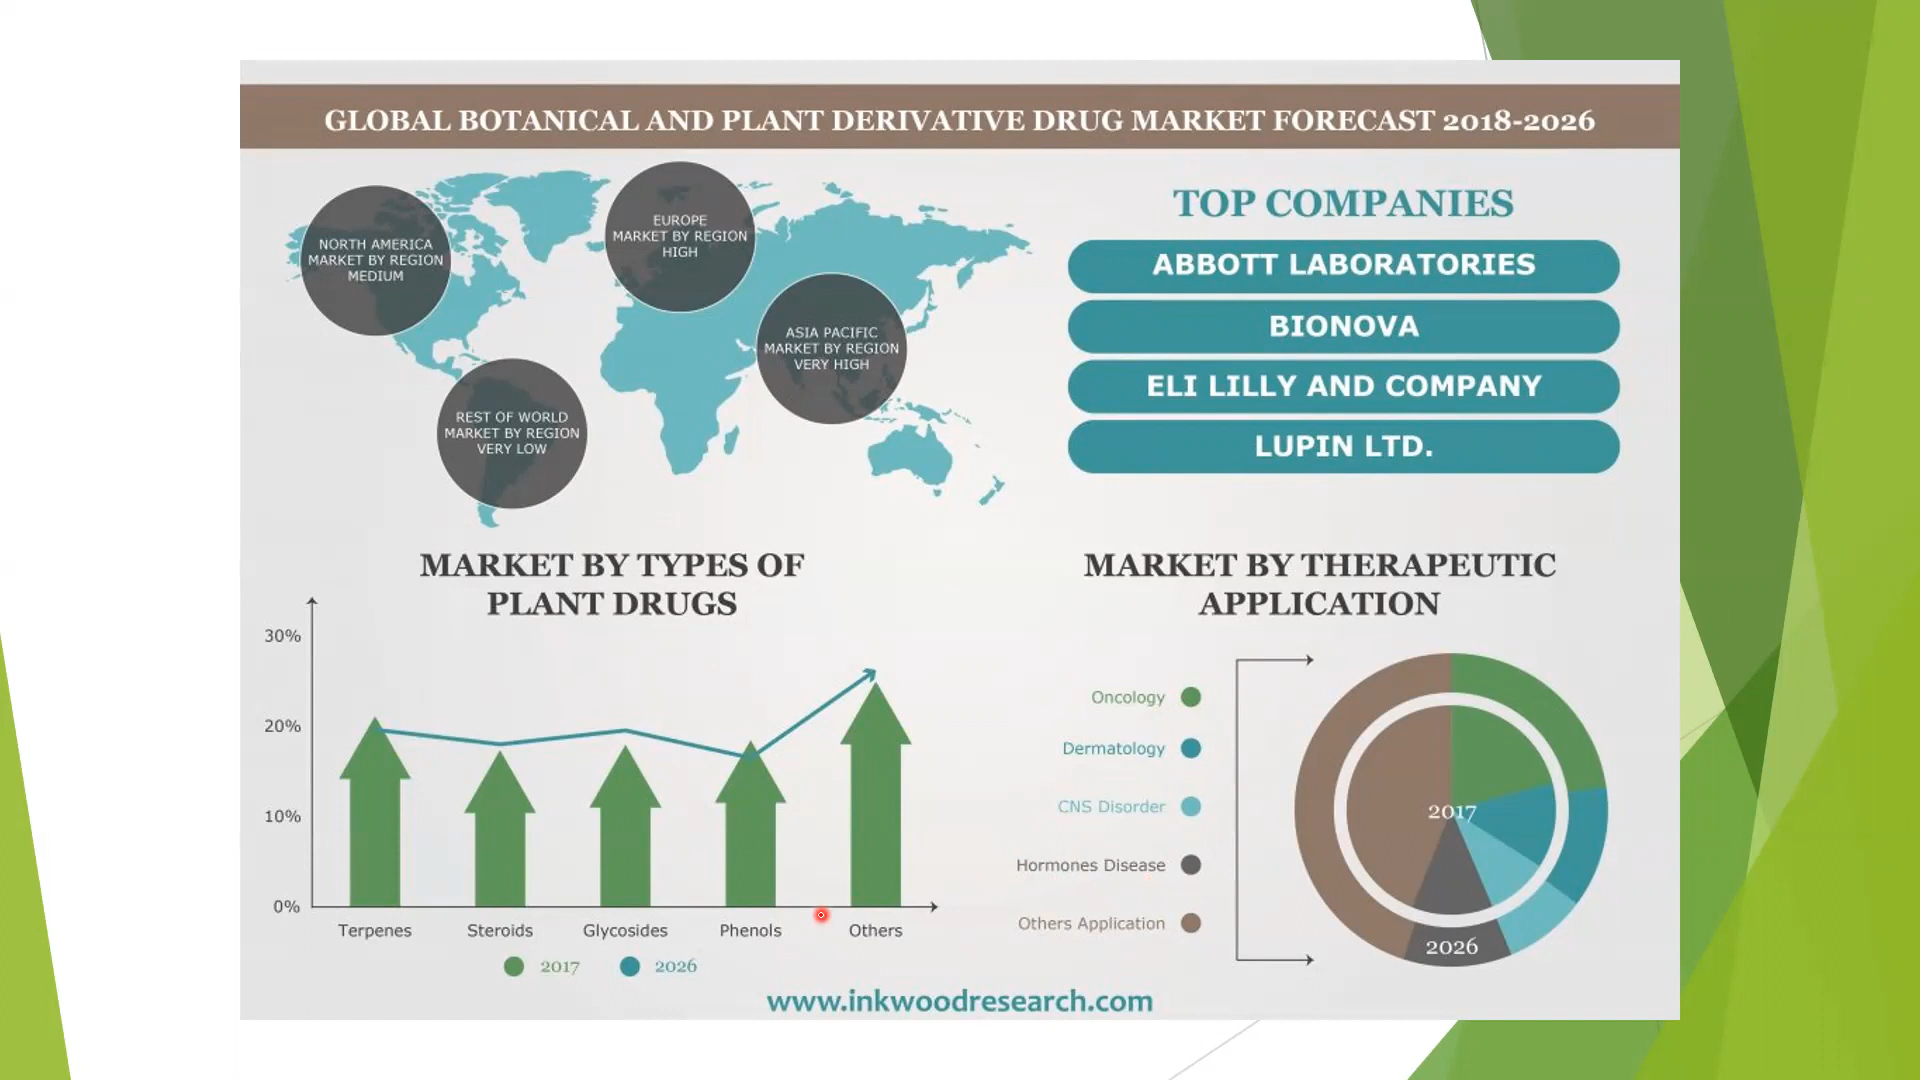 GLOBAL BOTANICAL AND PLANT DERIVATIVE DRUG MARKET FORECAST 2018-2026
NORTH AMERICA
MARKET BY REGION
MEDIUM
EUROPE
MARKET BY REGION
HIGH
ASIA PACIFIC
MARKET BY REGION
VERY HIGH
REST OF WORLD
MARKET BY REGION
VERY LOW
TOP COMPANIES
ABBOTT LABORATORIES
BIONOVA
ELI LILLY AND COMPANY
LUPIN LTD.
MARKET BY TYPES OF
PLANT DRUGS
30%
20%
10%
0%
Terpenes
Steroids
Glycosides
Phenols
Others
2017
2026
MARKET BY THERAPEUTIC
APPLICATION
Oncology
Dermatology
CNS Disorder
Hormones Disease
Others Application
2017
2026
www.inkwoodresearch.com